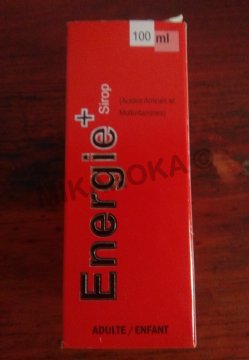 100 ml
Energie+
Sirop
(Acides Aminés et
Multivitamines)
ADULTE / ENFANT